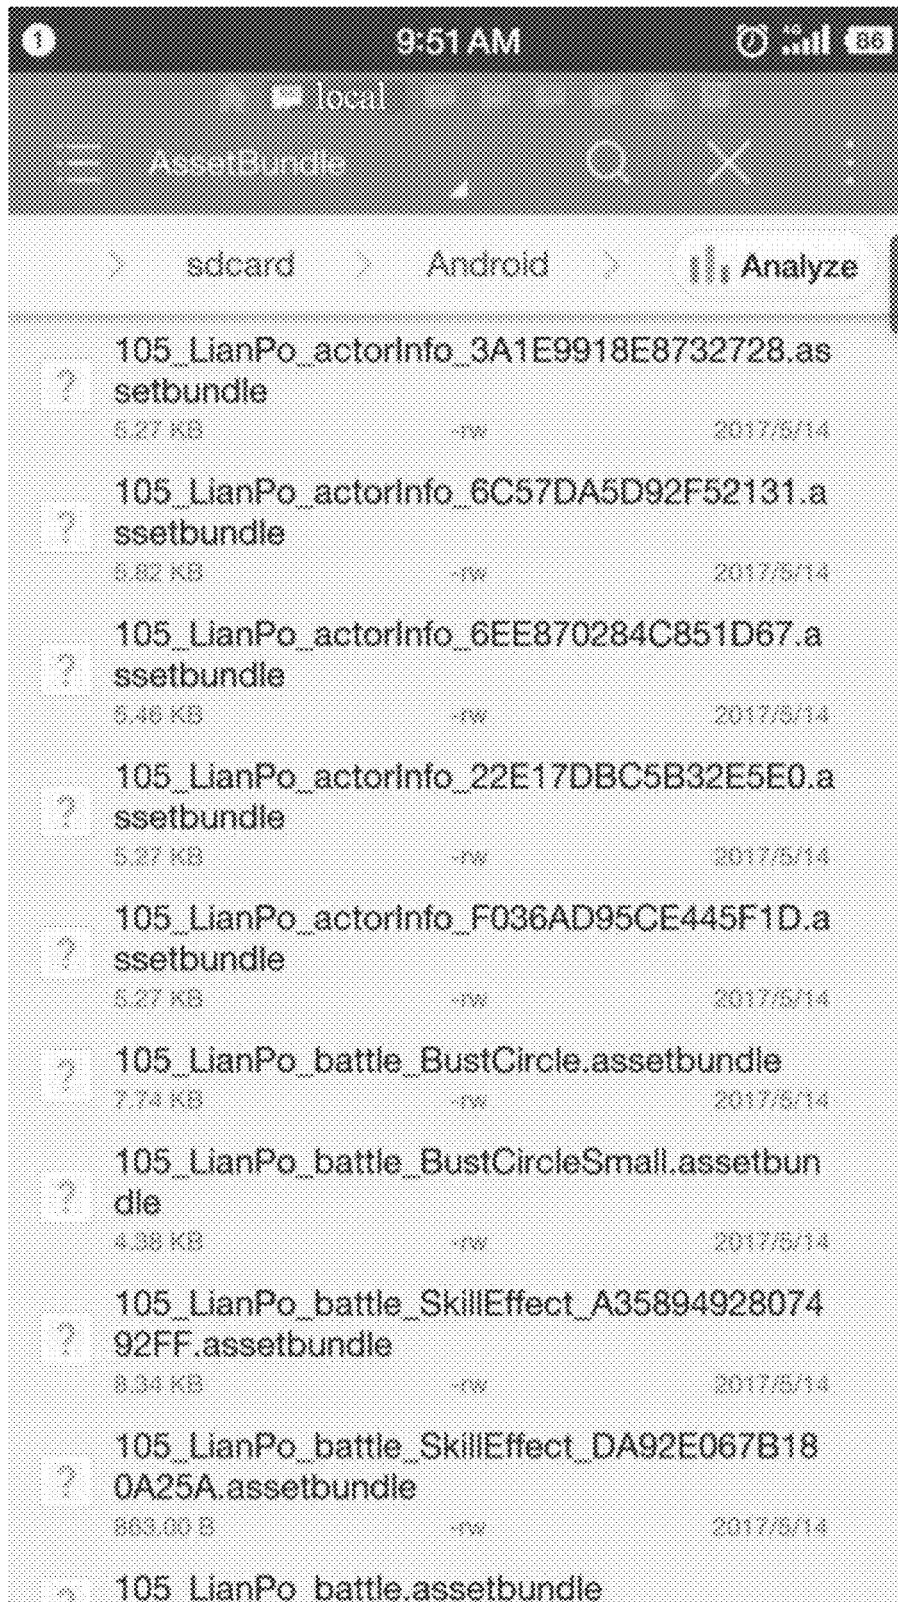 1
9:51 AM
4G
86
local
AssetBundle
sdcard
Android
Analyze
105_LianPo_actorInfo_3A1E9918E8732728.as
setbundle
5.27 KB
-rw
2017/5/14
105_LianPo_actorInfo_6C57DA5D92F52131.a
ssetbundle
5.82 KB
-rw
2017/5/14
105_LianPo_actorInfo_6EE870284C851D67.a
ssetbundle
5.46 KB
-rw
2017/5/14
105_LianPo_actorInfo_22E17DBC5B32E5E0.a
ssetbundle
5.27 KB
-rw
2017/5/14
105_LianPo_actorInfo_F036AD95CE445F1D.a
ssetbundle
5.27 KB
-rw
2017/5/14
105_LianPo_battle_BustCircle.assetbundle
7.74 KB
-rw
2017/5/14
105_LianPo_battle_BustCircleSmall.assetbun
dle
4.38 KB
-rw
2017/5/14
105_LianPo_battle_SkillEffect_A35894928074
92FF.assetbundle
8.34 KB
-rw
2017/5/14
105_LianPo_battle_SkillEffect_DA92E067B18
0A25A.assetbundle
863.00 B
-rw
2017/5/14
105_LianPo_battle.assetbundle